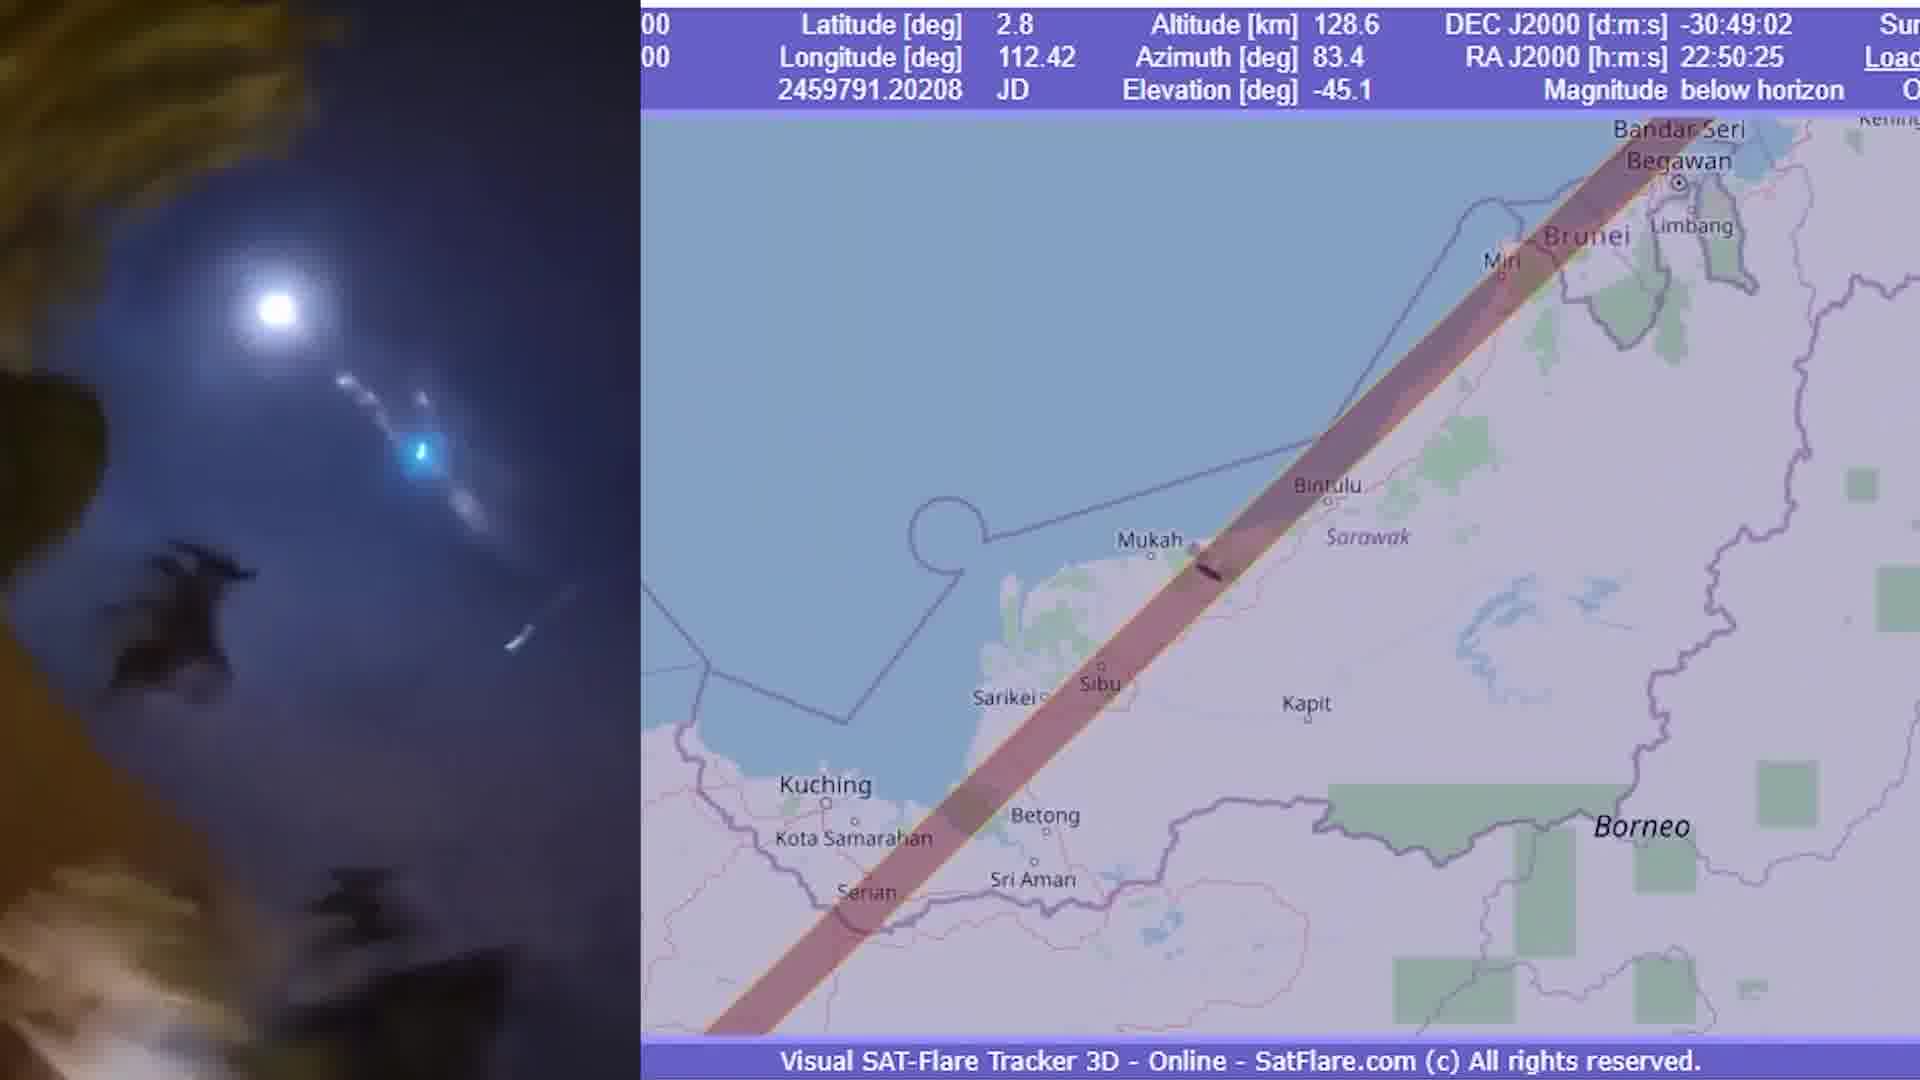 00 Latitude [deg] 2.8 Altitude [km] 128.6 DEC J2000 [d:m:s] -30:49:02
00 Longitude [deg] 112.42 Azimuth [deg] 83.4 RA J2000 [h:m:s] 22:50:25
2459791.20208 JD Elevation [deg] -45.1 Magnitude below horizon
Bandar Seri
Begawan
Limbang
Brunei
Miri
Bintulu
Sarawak
Mukah
Sibu
Sarikei
Kapit
Kuching
Betong
Kota Samarahan
Borneo
Sri Aman
Serian
Visual SAT-Flare Tracker 3D - Online - SatFlare.com (c) All rights reserved.